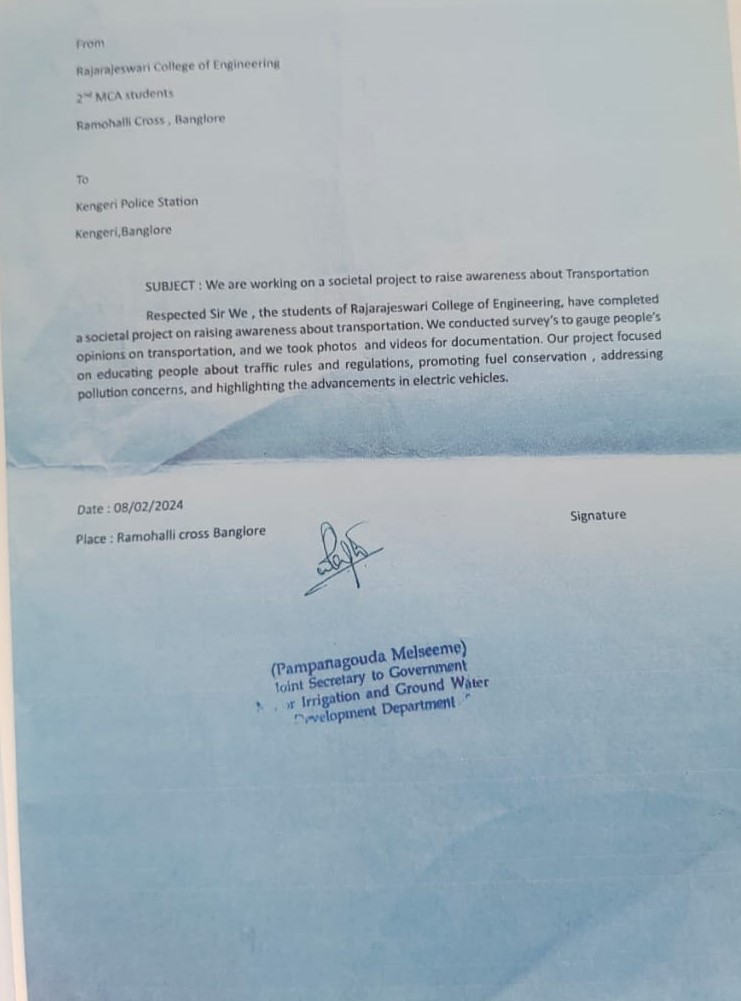 From
Rajarajeswari College of Engineering
2nd MCA students
Ramohalli Cross , Banglore
To
Kengeri Police Station
Kengeri,Banglore
SUBJECT : We are working on a societal project to raise awareness about Transportation
Respected Sir We , the students of Rajarajeswari College of Engineering, have completed
a societal project on raising awareness about transportation. We conducted survey's to gauge people's
opinions on transportation, and we took photos and videos for documentation. Our project focused
on educating people about traffic rules and regulations, promoting fuel conservation , addressing
pollution concerns, and highlighting the advancements in electric vehicles.
Date : 08/02/2024
Signature
Place : Ramohalli cross Banglore
(Pampanagouda Melseeme)
Joint Secretary to Government
Irrigation and Ground Water
Development Department